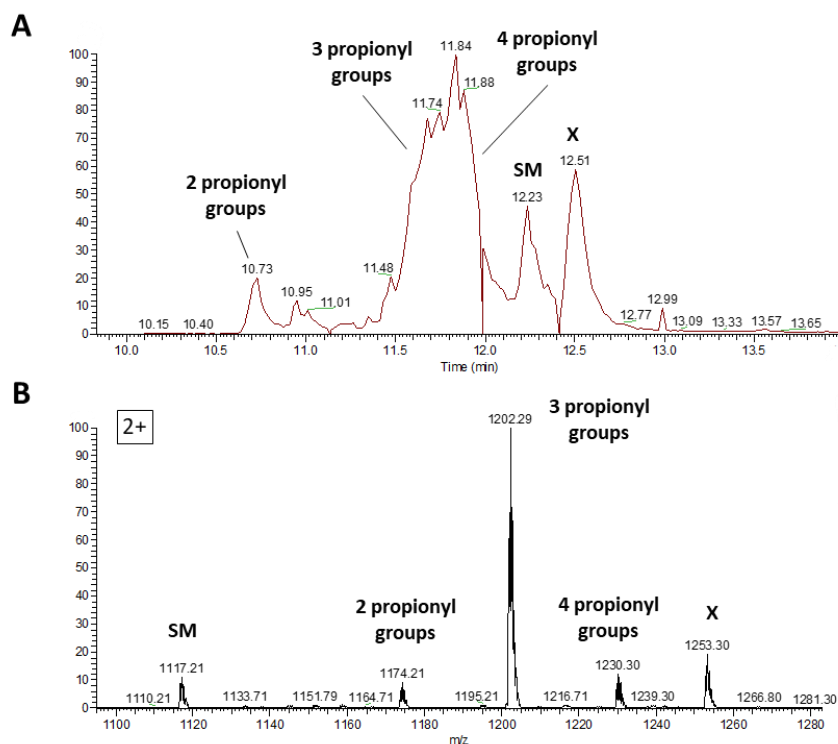 A
3 propionyl
groups
4 propionyl
groups
2 propionyl
groups
SM
X
100
90
80
70
60
50
40
30
20
10
0
10.15
10.40
10.73
10.95
11.01
11.48
11.74
11.84
11.88
12.23
12.51
12.77
12.99
13.09
13.33
13.57
13.65
10.0 10.5 11.0 11.5 12.0 12.5 13.0 13.5
Time (min)
B
2+
3 propionyl
groups
SM
2 propionyl
groups
4 propionyl
groups
X
100
90
80
70
60
50
40
30
20
10
0
1110.21
1117.21
1133.71
1151.79
1164.71
1174.21
1195.21
1202.29
1216.71
1230.30
1239.30
1253.30
1266.80
1281.30
1100 1120 1140 1160 1180 1200 1220 1240 1260 1280
m/z